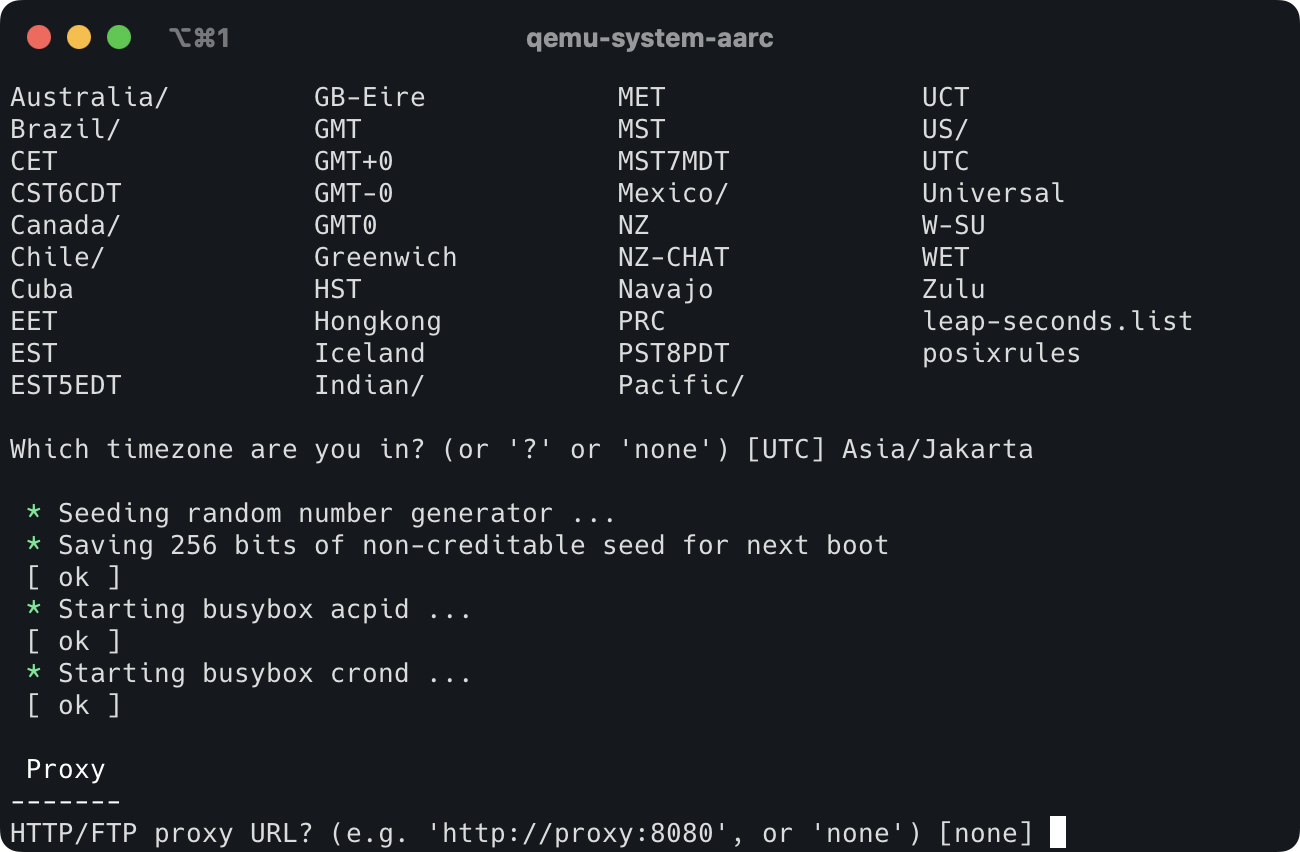 ⌥⌘1 qemu-system-aarc
Australia/ GB-Eire MET UCT
Brazil/ GMT MST US/
CET GMT+0 MST7MDT UTC
CST6CDT GMT-0 Mexico/ Universal
Canada/ GMT0 NZ W-SU
Chile/ Greenwich NZ-CHAT WET
Cuba HST Navajo Zulu
EET Hongkong PRC leap-seconds.list
EST Iceland PST8PDT posixrules
EST5EDT Indian/ Pacific/
Which timezone are you in? (or '?' or 'none') [UTC] Asia/Jakarta
* Seeding random number generator ...
* Saving 256 bits of non-creditable seed for next boot
[ ok ]
* Starting busybox acpid ...
[ ok ]
* Starting busybox crond ...
[ ok ]
Proxy
-------
HTTP/FTP proxy URL? (e.g. 'http://proxy:8080', or 'none') [none]